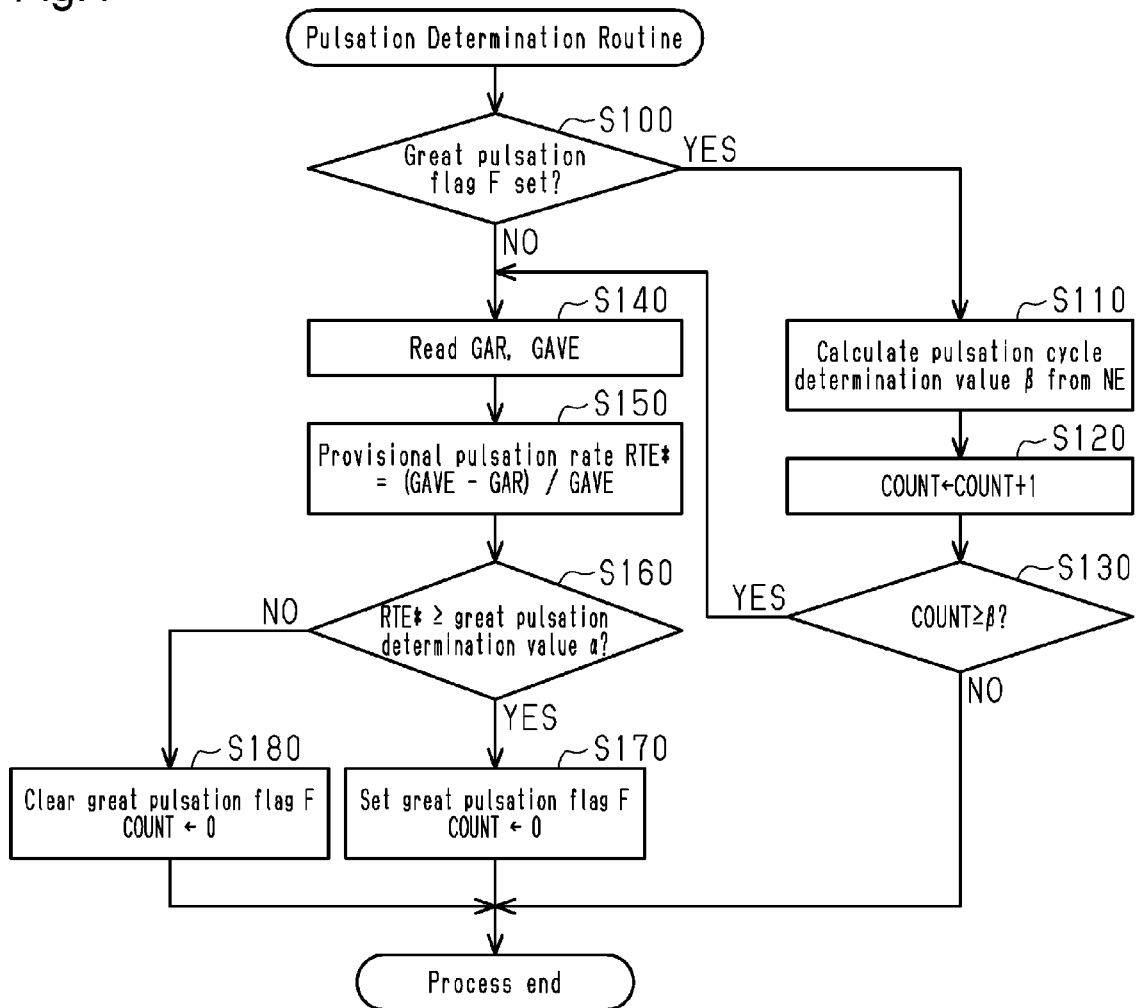 Pulsation Determination Routine
S100
Great pulsation
flag F set?
YES
NO
S140
Read GAR, GAVE
S110
Calculate pulsation cycle
determination value β from NE
S150
Provisional pulsation rate RTE*
= (GAVE - GAR) / GAVE
S120
COUNT←COUNT+1
S160
RTE* ≥ great pulsation
determination value α?
NO
YES
S130
COUNT≥β?
YES
NO
S180
Clear great pulsation flag F
COUNT ← 0
S170
Set great pulsation flag F
COUNT ← 0
Process end